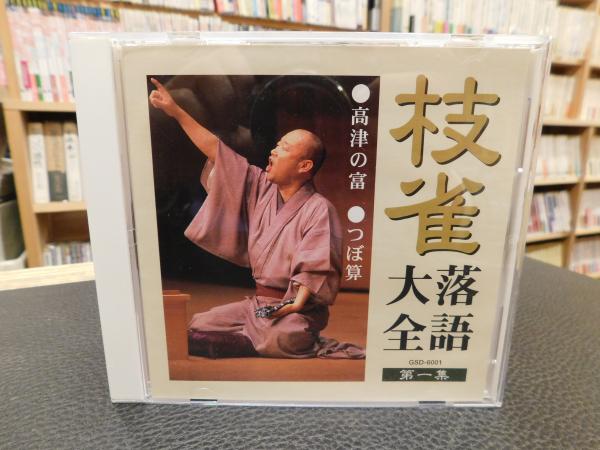 枝雀
落語
大全
GSD-6001
第一集
●高津の富
●つぼ算